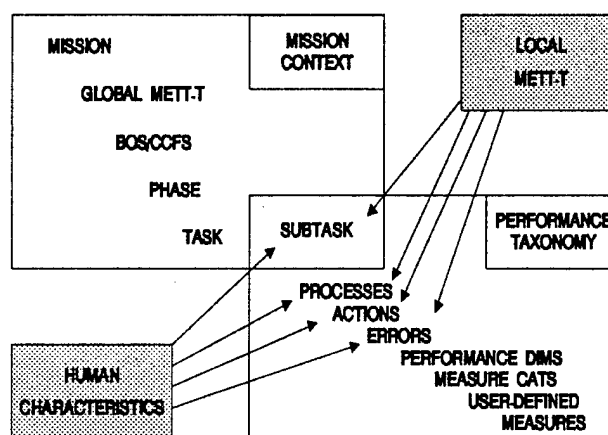 MISSION
MISSION
CONTEXT
LOCAL
METT-T
GLOBAL METT-T
BOS/CCFS
PHASE
TASK
SUBTASK
PERFORMANCE
TAXONOMY
PROCESSES
ACTIONS
ERRORS
PERFORMANCE DIMS
MEASURE CATS
USER-DEFINED
MEASURES
HUMAN
CHARACTERISTICS